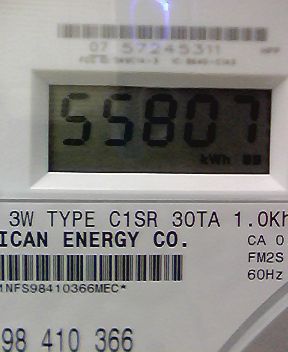 07 57245311
55807
kWh
3W TYPE C1SR 30TA 1.0Kh
ICAN ENERGY CO.
CA 0
FM2S
60Hz
1NFS98410366MEC*
98 410 366